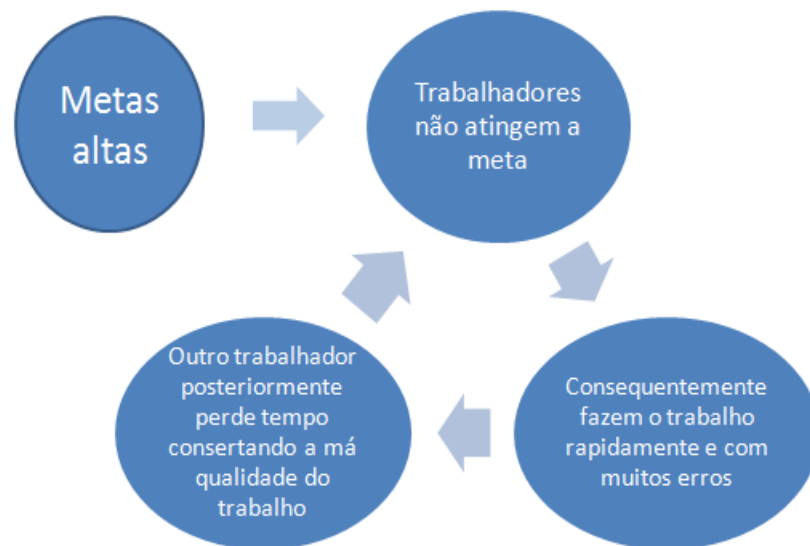 Metas
altas
Trabalhadores
não atingem a
meta
Consequentemente
fazem o trabalho
rapidamente e com
muitos erros
Outro trabalhador
posteriormente
perde tempo
consertando a má
qualidade do
trabalho